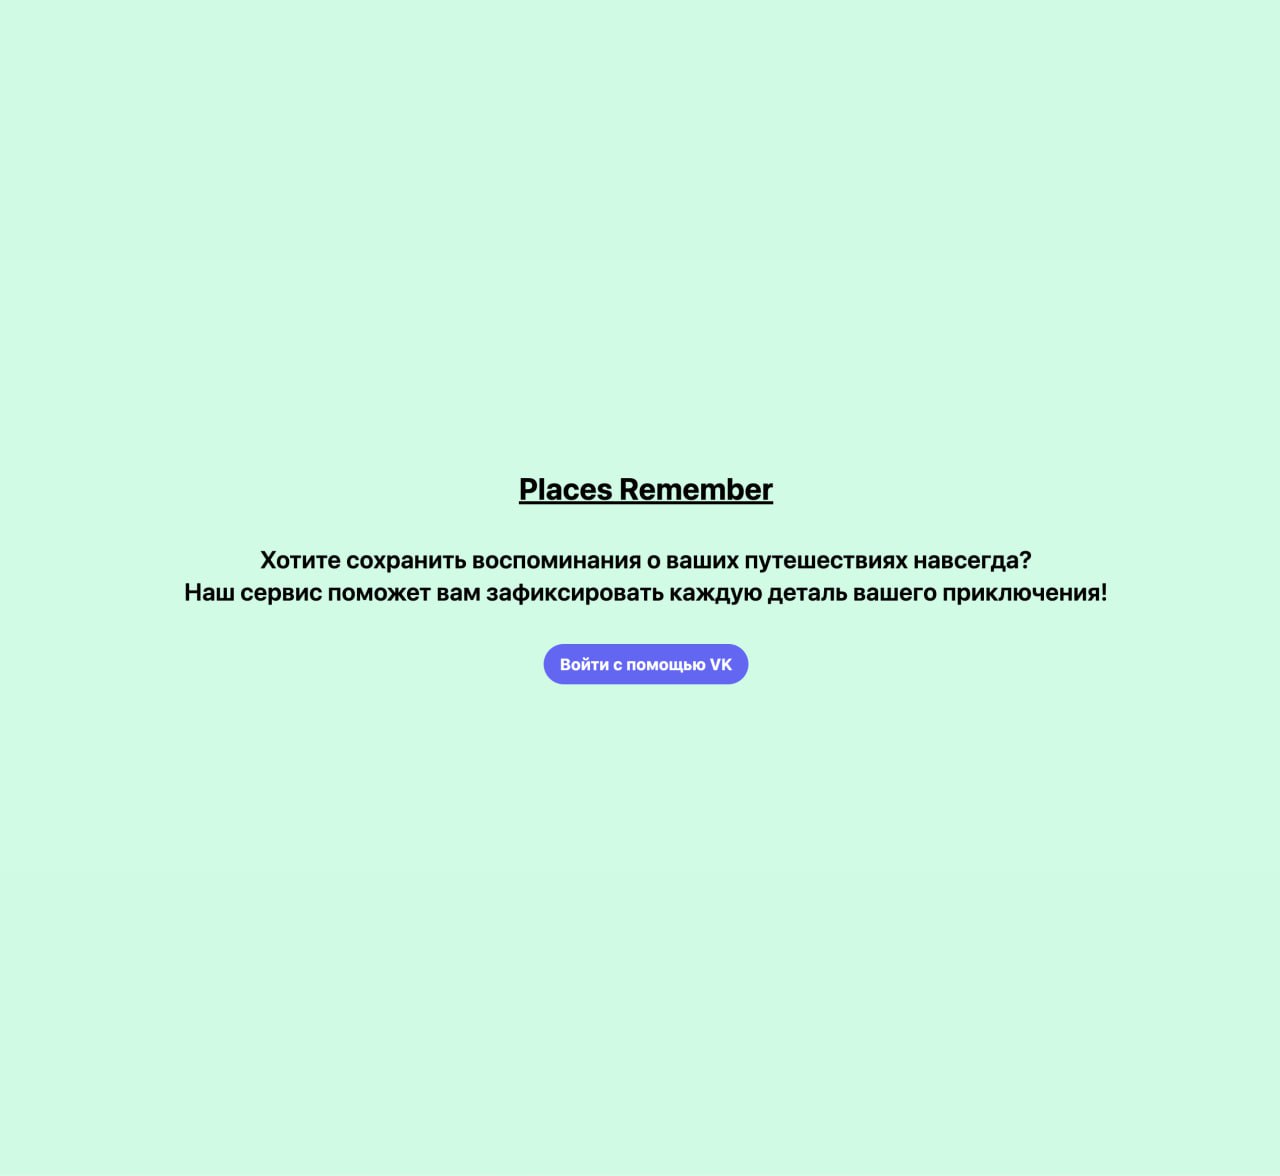 Places Remember
Хотите сохранить воспоминания о ваших путешествиях навсегда?
Наш сервис поможет вам зафиксировать каждую деталь вашего приключения!
Войти с помощью VK